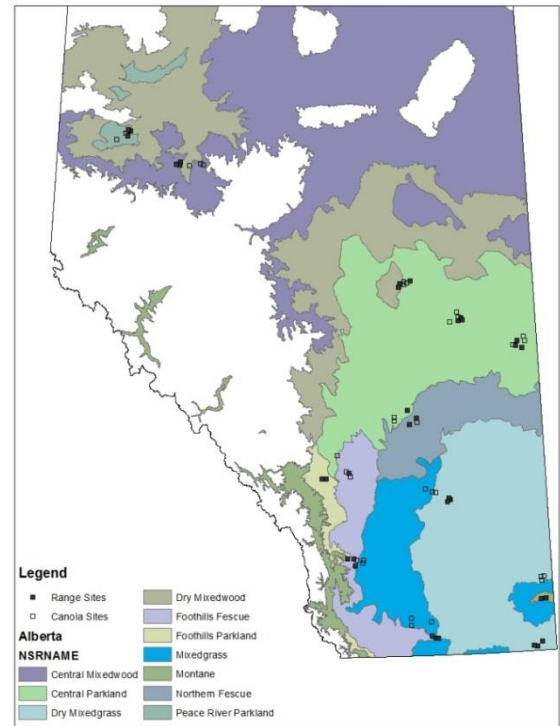 Legend
Range Sites
Canola Sites
Alberta
NSRNAME
Central Mixedwood
Central Parkland
Dry Mixedgrass
Dry Mixedwood
Foothills Fescue
Foothills Parkland
Mixedgrass
Montane
Northern Fescue
Peace River Parkland